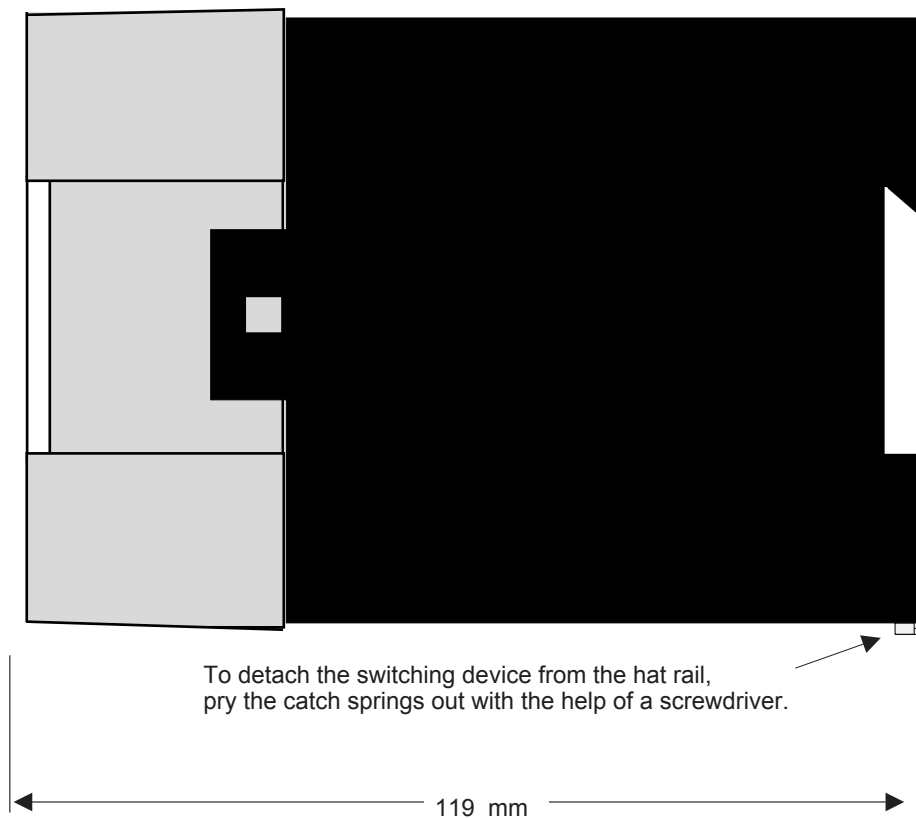 To detach the switching device from the hat rail,
pry the catch springs out with the help of a screwdriver.
119 mm